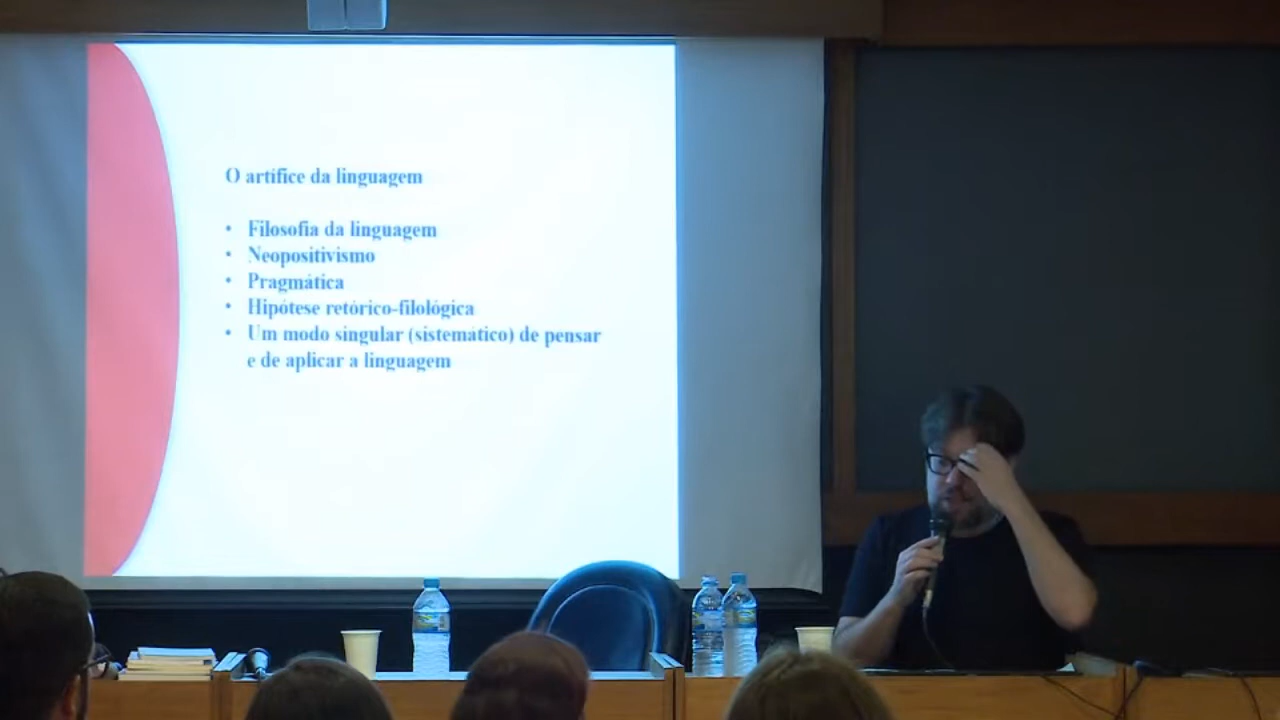 O artífice da linguagem
• Filosofia da linguagem
• Neopositivismo
• Pragmática
• Hipótese retórico-filológica
• Um modo singular (sistemático) de pensar
e de aplicar a linguagem